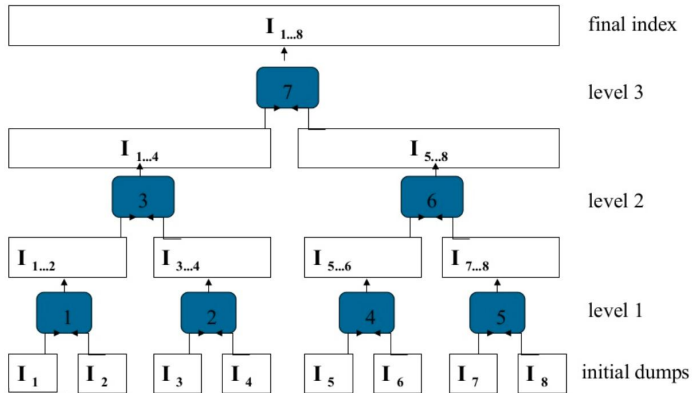 I 1...8 final index
7 level 3
I 1...4 I 5...8
3 6 level 2
I 1...2 I 3...4 I 5...6 I 7...8
1 2 4 5 level 1
I 1 I 2 I 3 I 4 I 5 I 6 I 7 I 8 initial dumps